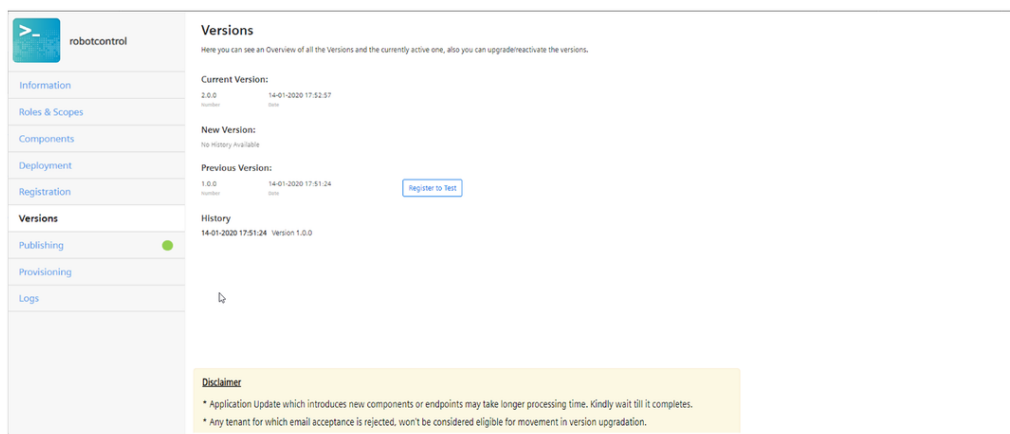 >_
robotcontrol
Information
Roles & Scopes
Components
Deployment
Registration
Versions
Publishing
Provisioning
Logs
Versions
Here you can see an Overview of all the Versions and the currently active one, also you can upgrade/reactivate the versions.
Current Version:
2.0.0 14-01-2020 17:52:57
Number Date
New Version:
No History Available
Previous Version:
1.0.0 14-01-2020 17:51:24 Register to Test
Number Date
History
14-01-2020 17:51:24 Version 1.0.0
Disclaimer
* Application Update which introduces new components or endpoints may take longer processing time. Kindly wait till it completes.
* Any tenant for which email acceptance is rejected, won't be considered eligible for movement in version upgradation.